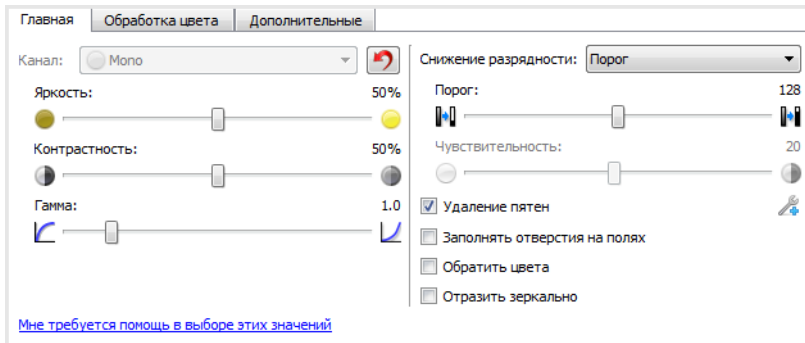 Главная Обработка цвета Дополнительные
Канал: Mono
Яркость: 50%
Контрастность: 50%
Гамма: 1.0
Мне требуется помощь в выборе этих значений
Снижение разрядности: Порог
Порог: 128
Чувствительность: 20
Удаление пятен
Заполнять отверстия на полях
Обратить цвета
Отразить зеркально